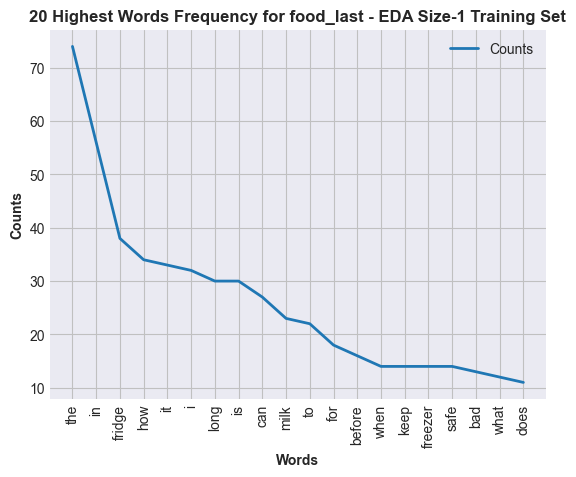 20 Highest Words Frequency for food_last - EDA Size-1 Training Set
Counts
70
60
50
40
30
20
10
Counts
the
in
fridge
how
it
i
long
is
can
milk
to
for
before
when
keep
freezer
safe
bad
what
does
Words